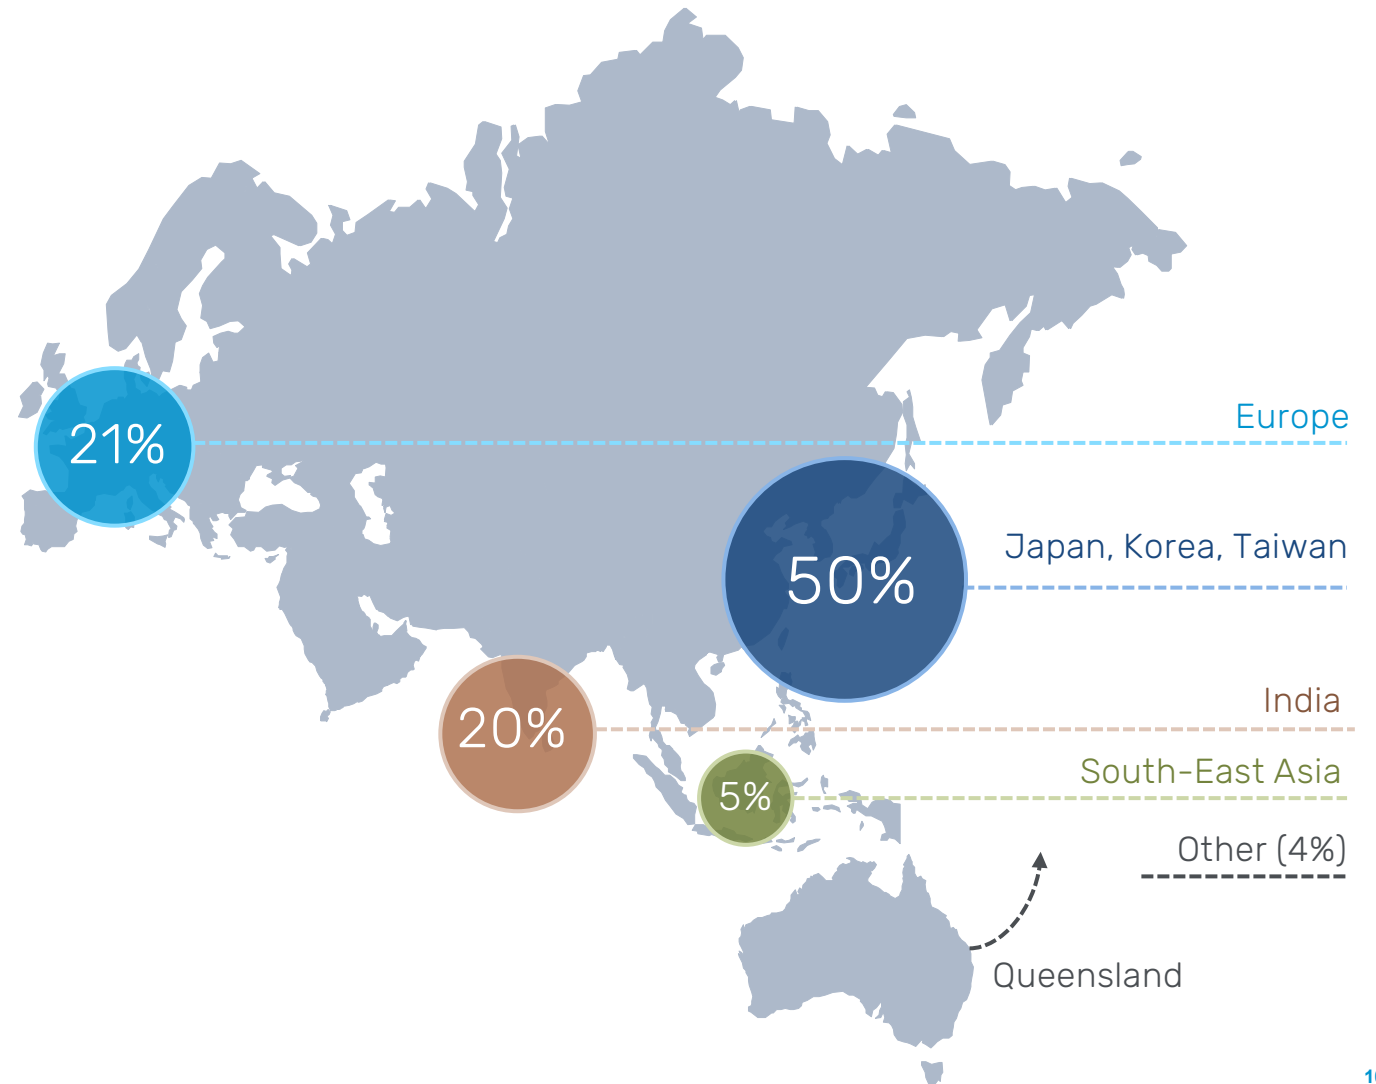 Europe
21%
Japan, Korea, Taiwan
50%
India
20%
South-East Asia
5%
Other (4%)
Queensland